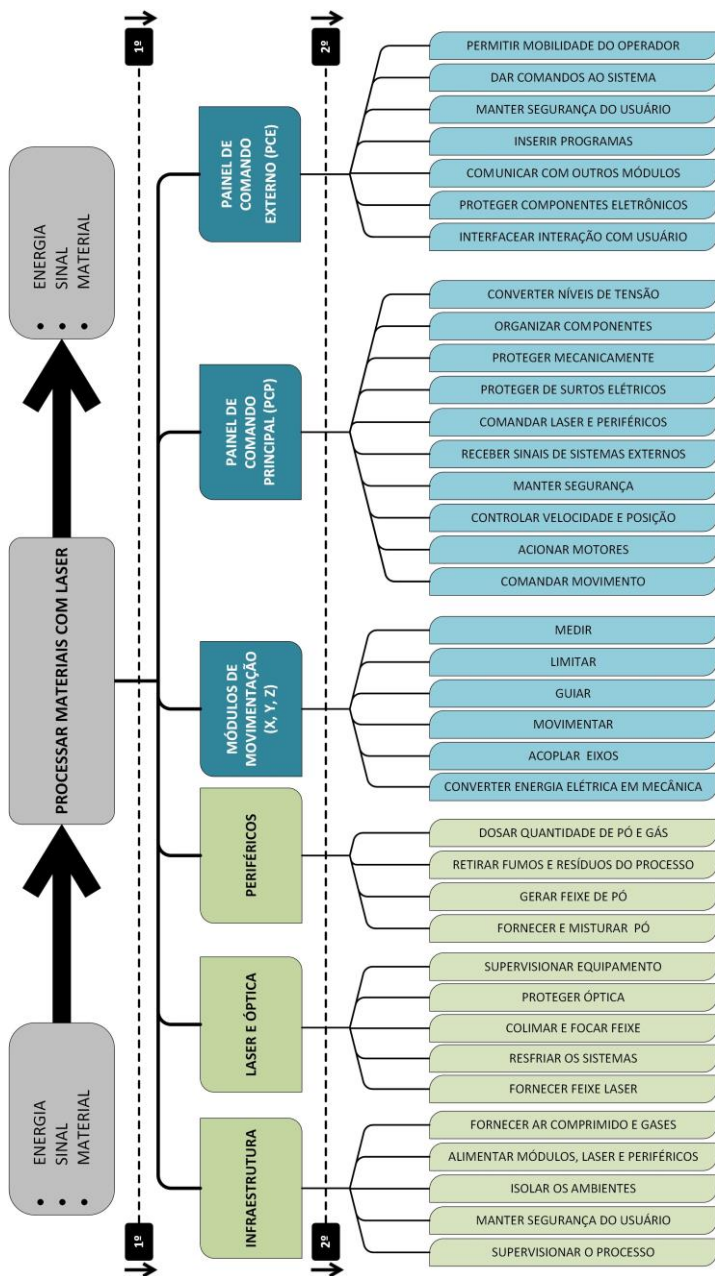 ENERGIA
SINAL
MATERIAL
PROCESSAR MATERIAIS COM LASER
ENERGIA
SINAL
MATERIAL
1º
1º
INFRAESTRUTURA
LASER E ÓPTICA
PERIFÉRICOS
MÓDULOS DE
MOVIMENTAÇÃO
(X, Y, Z)
PAINEL DE
COMANDO
PRINCIPAL (PCP)
PAINEL DE
COMANDO
EXTERNO (PCE)
2º
2º
SUPERVISIONAR O PROCESSO
MANTER SEGURANÇA DO USUÁRIO
ISOLAR OS AMBIENTES
ALIMENTAR MÓDULOS, LASER E PERIFÉRICOS
FORNECER AR COMPRIMIDO E GASES
FORNECER FEIXE LASER
RESFRIAR OS SISTEMAS
COLIMAR E FOCAR FEIXE
PROTEGER ÓPTICA
SUPERVISIONAR EQUIPAMENTO
FORNECER E MISTURAR PÓ
GERAR FEIXE DE PÓ
RETIRAR FUMOS E RESÍDUOS DO PROCESSO
DOSAR QUANTIDADE DE PÓ E GÁS
CONVERTER ENERGIA ELÉTRICA EM MECÂNICA
ACOPLAR EIXOS
MOVIMENTAR
GUIAR
LIMITAR
MEDIR
COMANDAR MOVIMENTO
ACIONAR MOTORES
CONTROLAR VELOCIDADE E POSIÇÃO
MANTER SEGURANÇA
RECEBER SINAIS DE SISTEMAS EXTERNOS
COMANDAR LASER E PERIFÉRICOS
PROTEGER DE SURTOS ELÉTRICOS
PROTEGER MECANICAMENTE
ORGANIZAR COMPONENTES
CONVERTER NÍVEIS DE TENSÃO
INTERFACEAR INTERAÇÃO COM USUÁRIO
PROTEGER COMPONENTES ELETRÔNICOS
COMUNICAR COM OUTROS MÓDULOS
INSERIR PROGRAMAS
MANTER SEGURANÇA DO USUÁRIO
DAR COMANDOS AO SISTEMA
PERMITIR MOBILIDADE DO OPERADOR